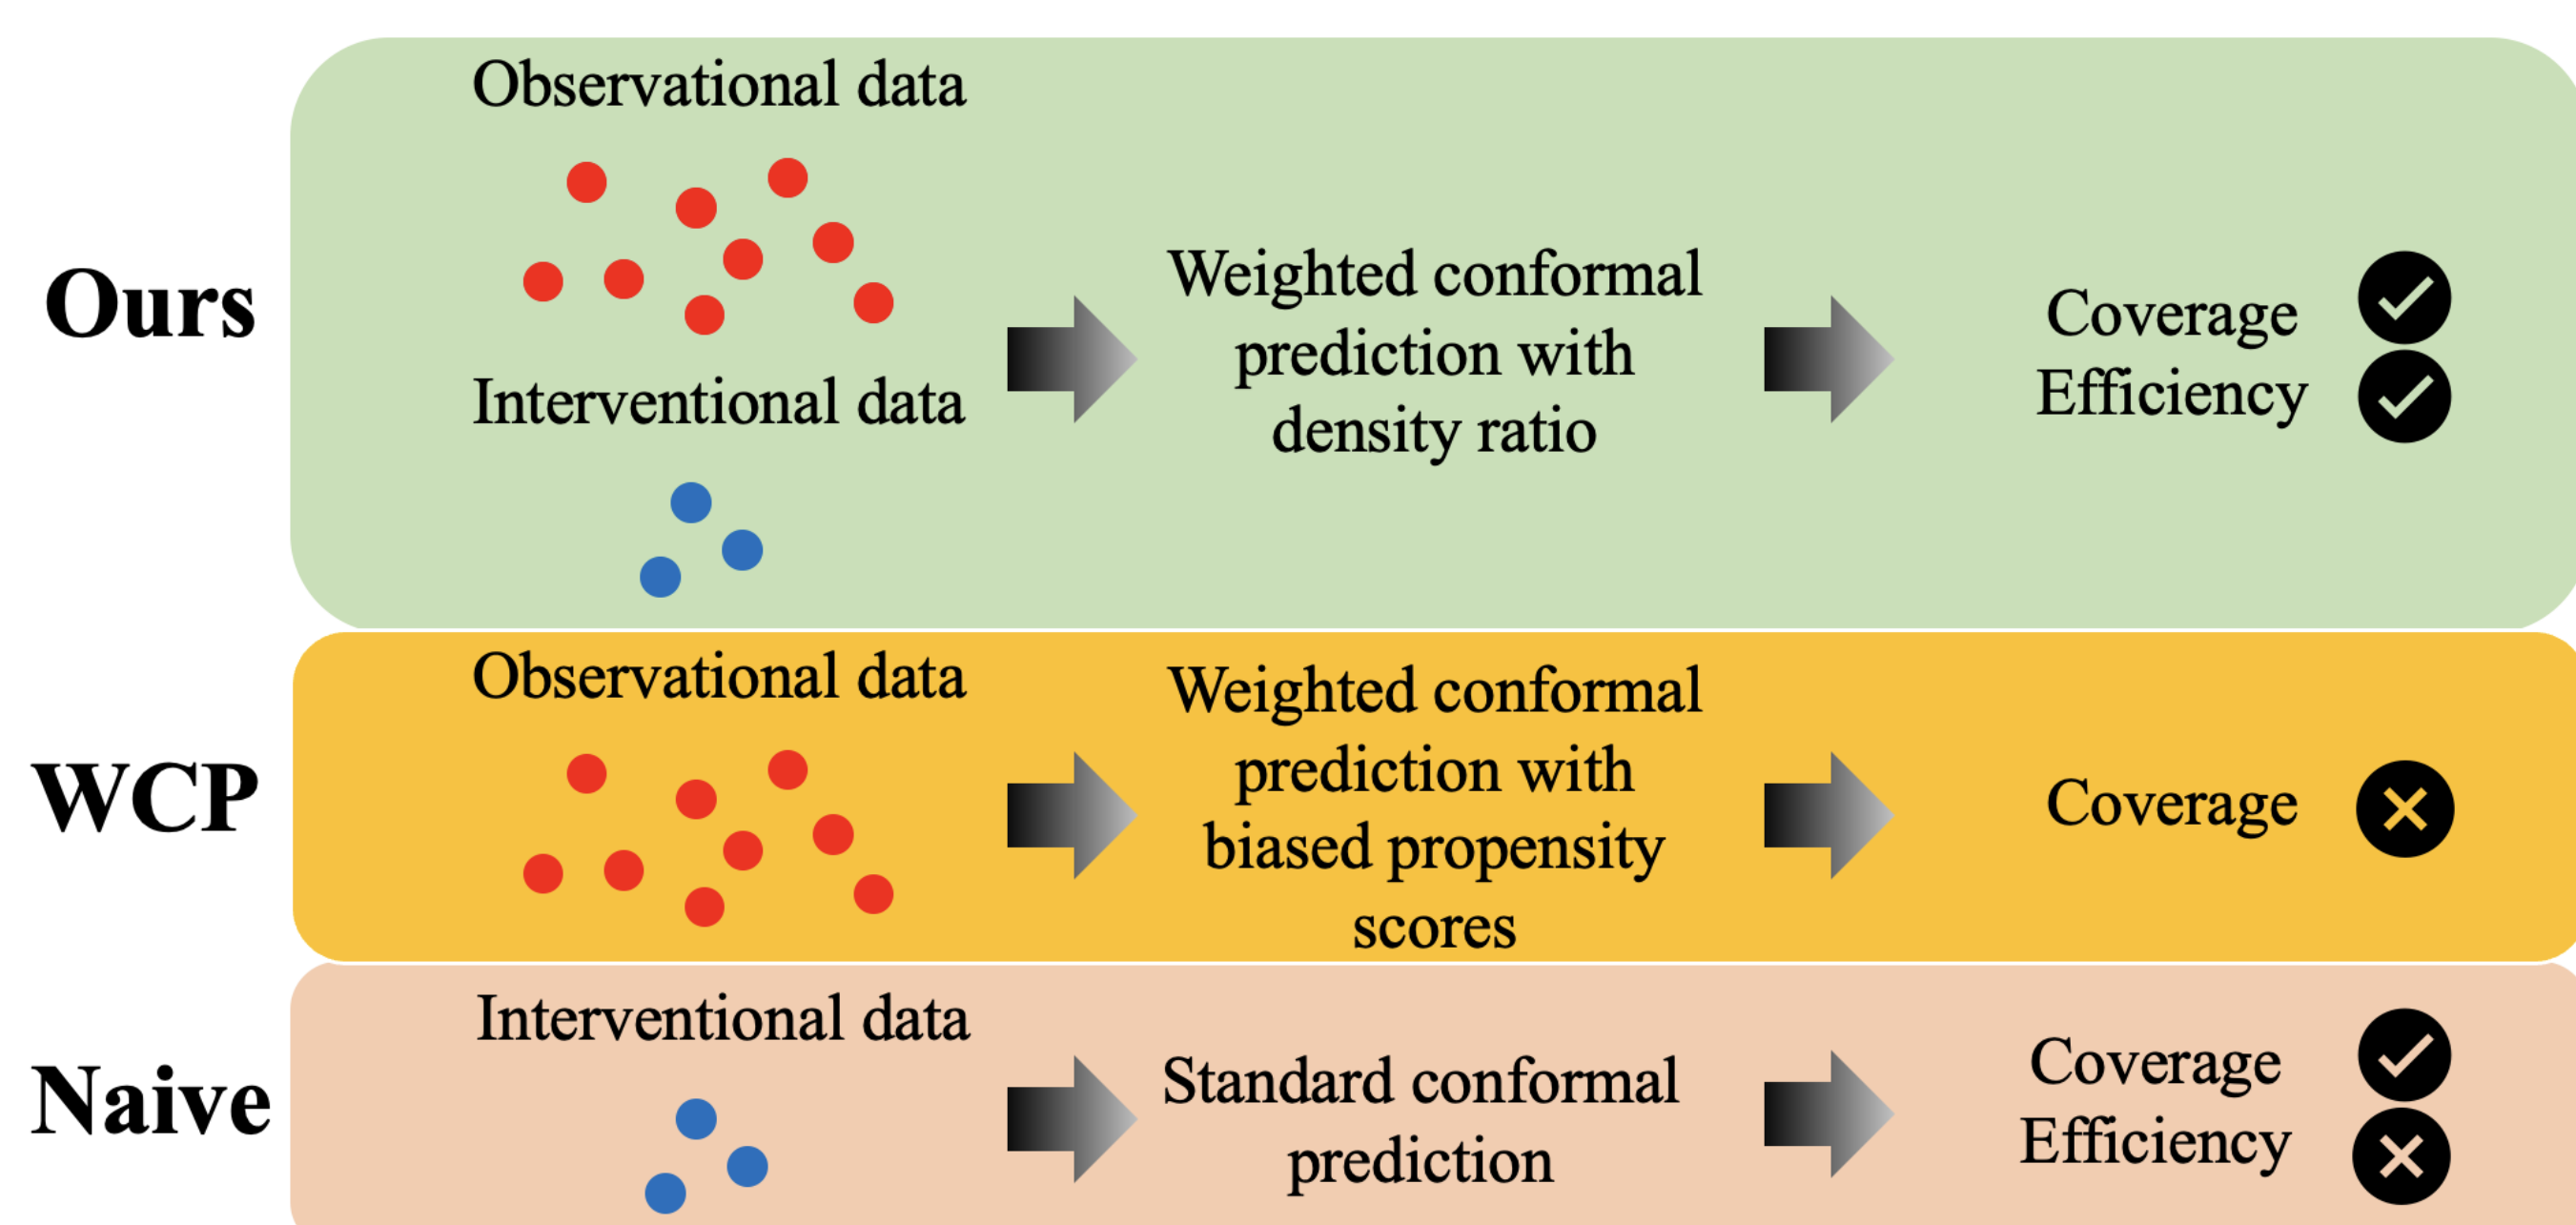 Ours
Observational data
Interventional data
Weighted conformal
prediction with
density ratio
Coverage
Efficiency
WCP
Observational data
Weighted conformal
prediction with
biased propensity
scores
Coverage
Naive
Interventional data
Standard conformal
prediction
Coverage
Efficiency